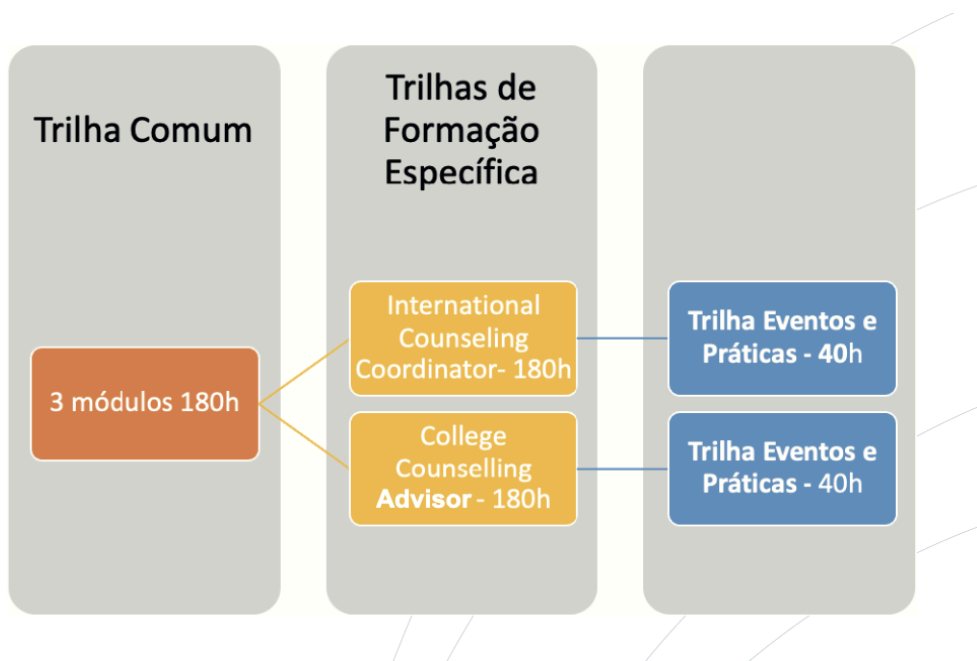 Trilha Comum
3 módulos 180h
Trilhas de
Formação
Específica
International
Counseling
Coordinator- 180h
College
Counselling
Advisor - 180h
Trilha Eventos e
Práticas - 40h
Trilha Eventos e
Práticas - 40h